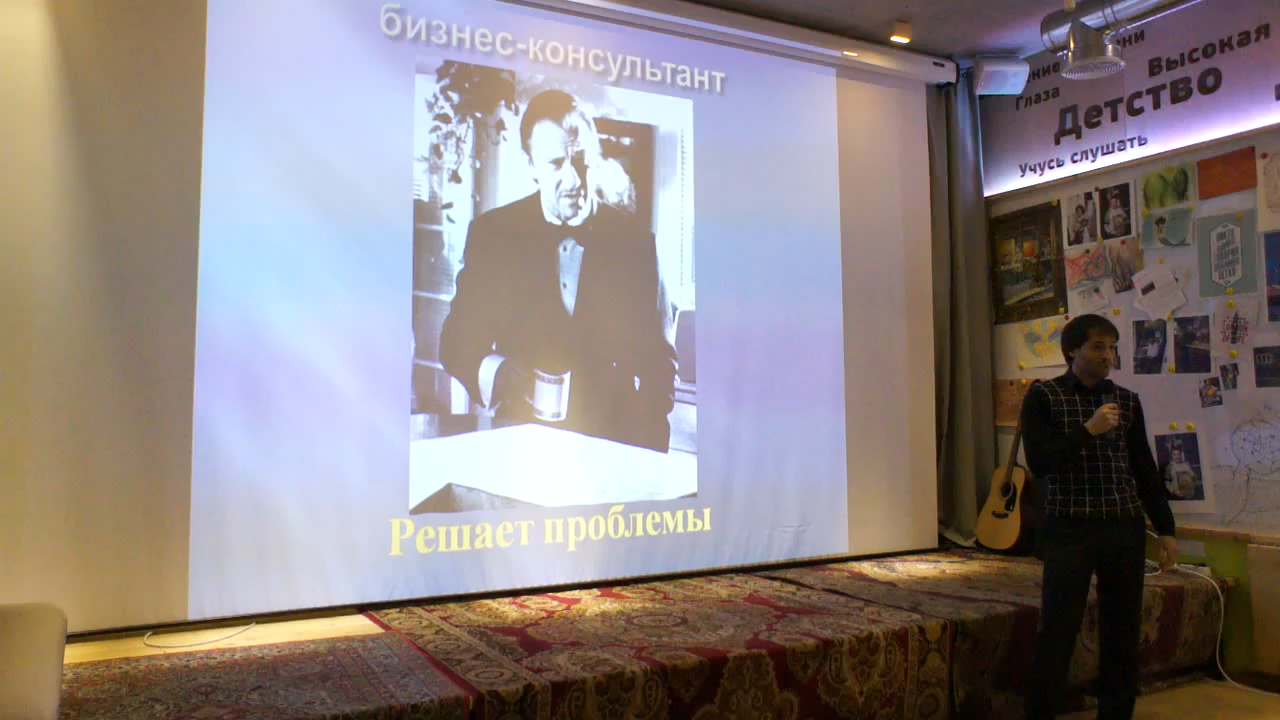 бизнес-консультант
Решает проблемы
Высокая
Глаза
Детство
Учусь слушать